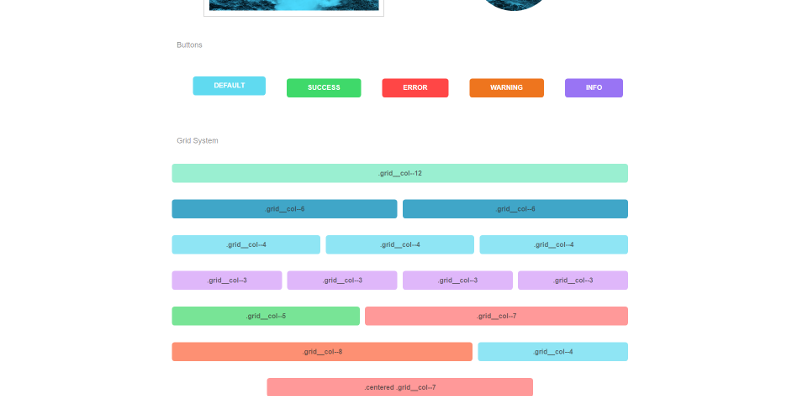 Buttons
DEFAULT
SUCCESS
ERROR
WARNING
INFO
Grid System
.grid__col--12
.grid__col--6
.grid__col--6
.grid__col--4
.grid__col--4
.grid__col--4
.grid__col--3
.grid__col--3
.grid__col--3
.grid__col--3
.grid__col--5
.grid__col--7
.grid__col--8
.grid__col--4
.centered .grid__col--7